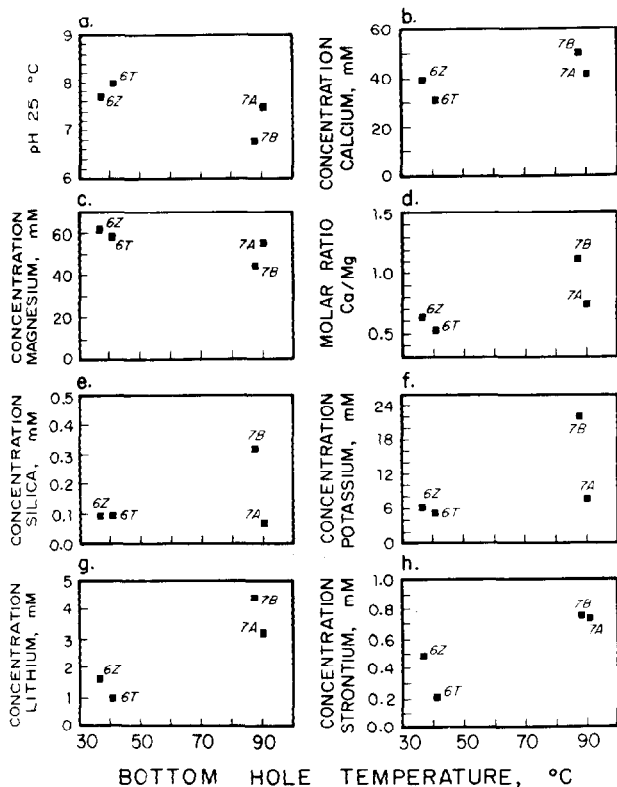 a.
9
8
7
6
pH 25 °C
6Z
6T
7A
7B
b.
60
40
20
0
CONCENTRATION
CALCIUM, mM
6Z
6T
7B
7A
c.
60
40
20
0
CONCENTRATION
MAGNESIUM, mM
6Z
6T
7A
7B
d.
1.5
1.0
0.5
MOLAR RATIO
Ca/Mg
6Z
6T
7B
7A
e.
0.5
0.4
0.3
0.2
0.1
0.0
CONCENTRATION
SILICA, mM
6Z
6T
7B
7A
f.
24
18
12
6
0
CONCENTRATION
POTASSIUM, mM
6Z
6T
7B
7A
g.
5
4
3
2
1
0
CONCENTRATION
LITHIUM, mM
6Z
6T
7B
7A
30 50 70 90
h.
1.0
0.8
0.6
0.4
0.2
0.0
CONCENTRATION
STRONTIUM, mM
6Z
6T
7B
7A
30 50 70 90
BOTTOM HOLE TEMPERATURE, °C